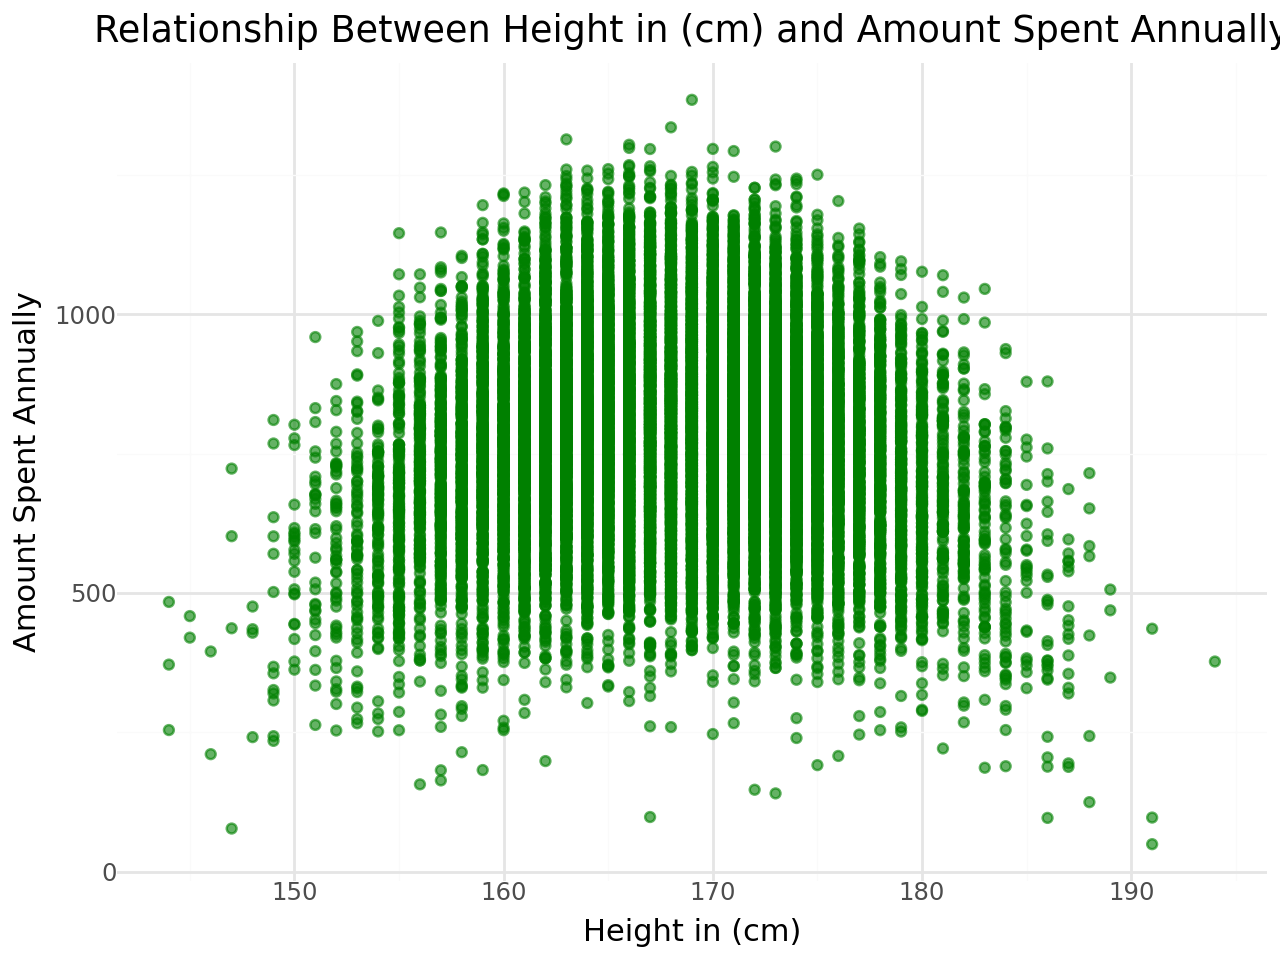 Relationship Between Height in (cm) and Amount Spent Annually
Amount Spent Annually
1000
500
0
150
160
170
180
190
Height in (cm)